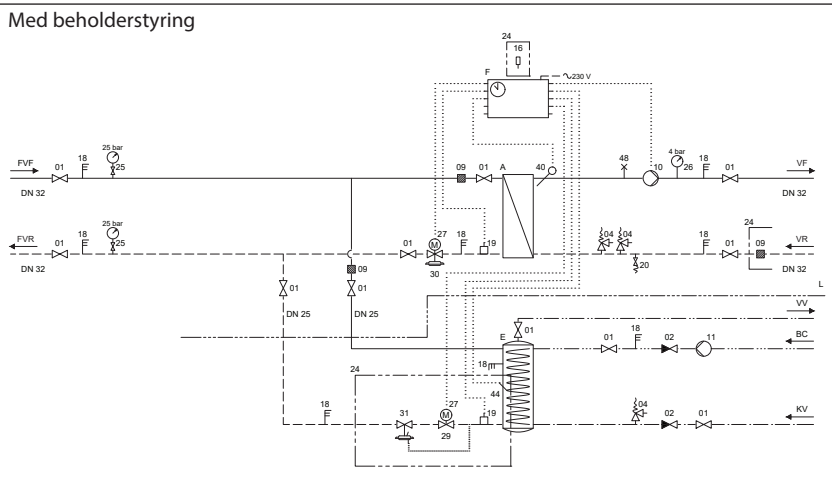 Med beholderstyring
24
16
F
230 V
25 bar
4 bar
FVF 01 18 25 09 01 A 40 48 10 26 18 01 VF
DN 32 DN 32
25 bar 24
FVR 01 18 25 01 27 M 18 19 04 04 18 01 09 VR
DN 32 30 20 DN 32
09
01 01 L
DN 25 DN 25 VV
E 01 01 18 02 11 BC
24 18
44
18 31 27 M 19 04 02 01 KV
29